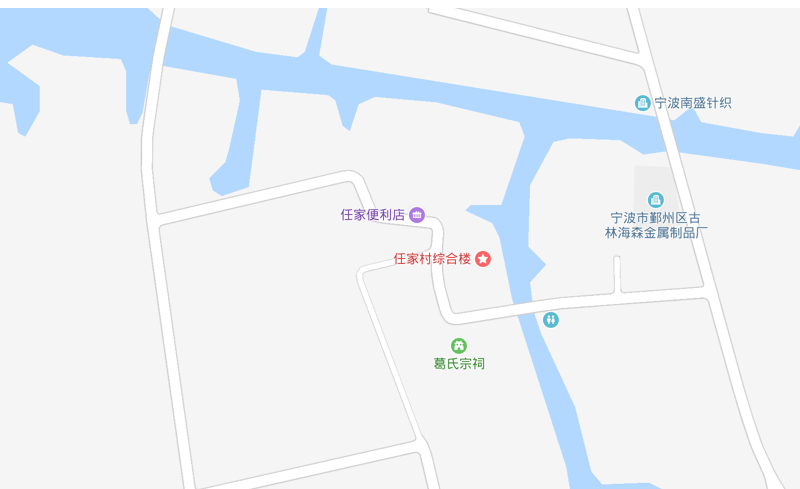 宁波南盛针织
任家便利店
宁波市鄞州区古
林海森金属制品厂
任家村综合楼
葛氏宗祠